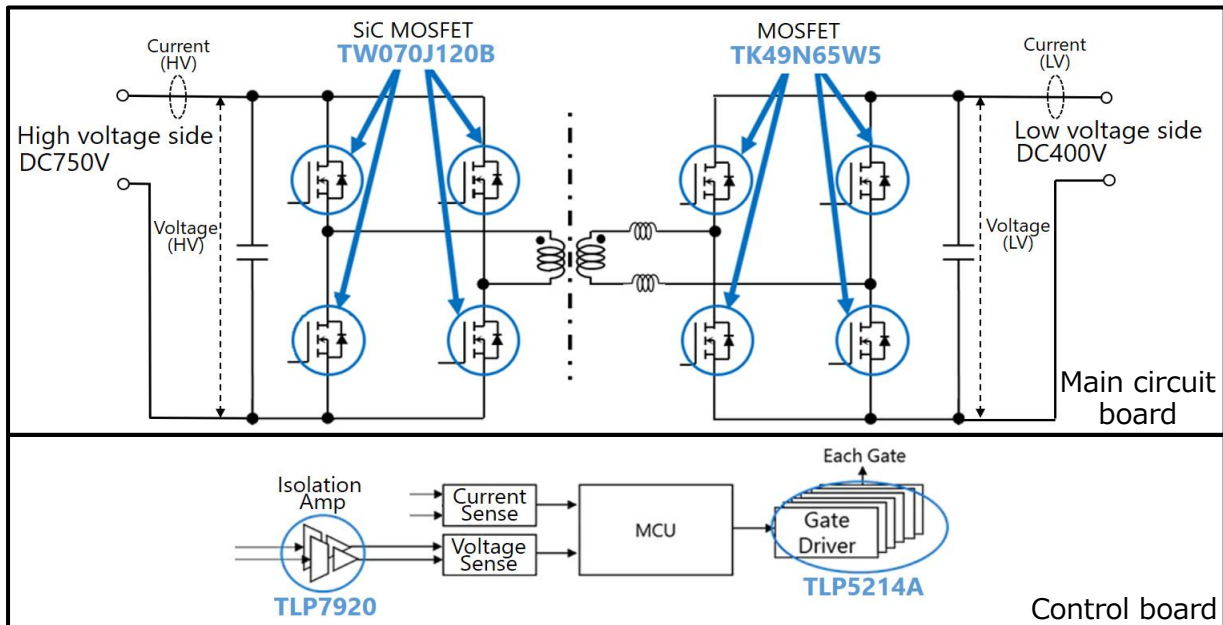 SiC MOSFET
TW070J120B
MOSFET
TK49N65W5
Current
(HV)
Current
(LV)
High voltage side
DC750V
Low voltage side
DC400V
Voltage
(HV)
Voltage
(LV)
Main circuit
board
Each Gate
Isolation
Amp
Current
Sense
Voltage
Sense
MCU
Gate
Driver
TLP7920
TLP5214A
Control board